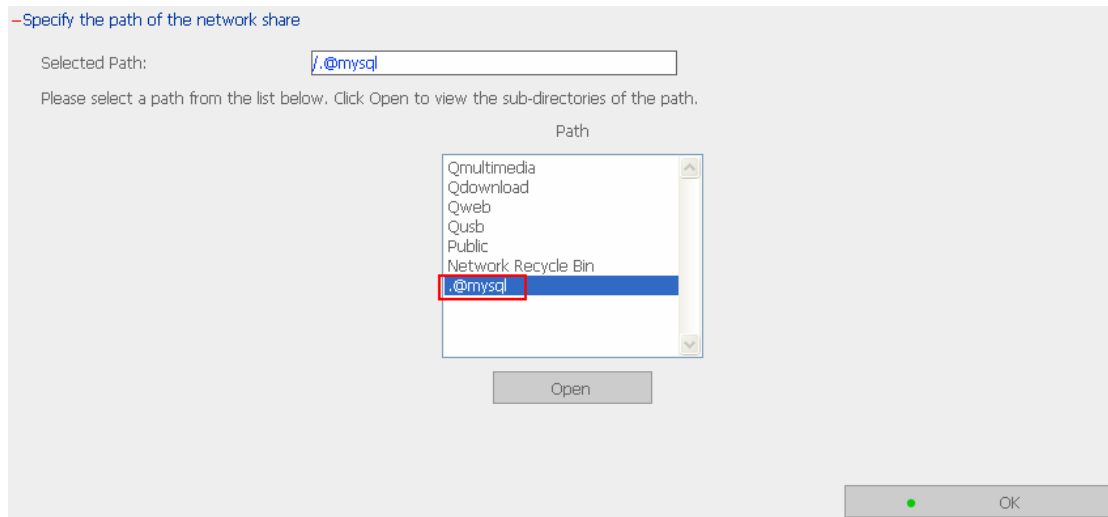 –Specify the path of the network share
Selected Path: /.@mysql
Please select a path from the list below. Click Open to view the sub-directories of the path.
Path
Qmultimedia
Qdownload
Qweb
Qusb
Public
Network Recycle Bin
.@mysql
Open
OK